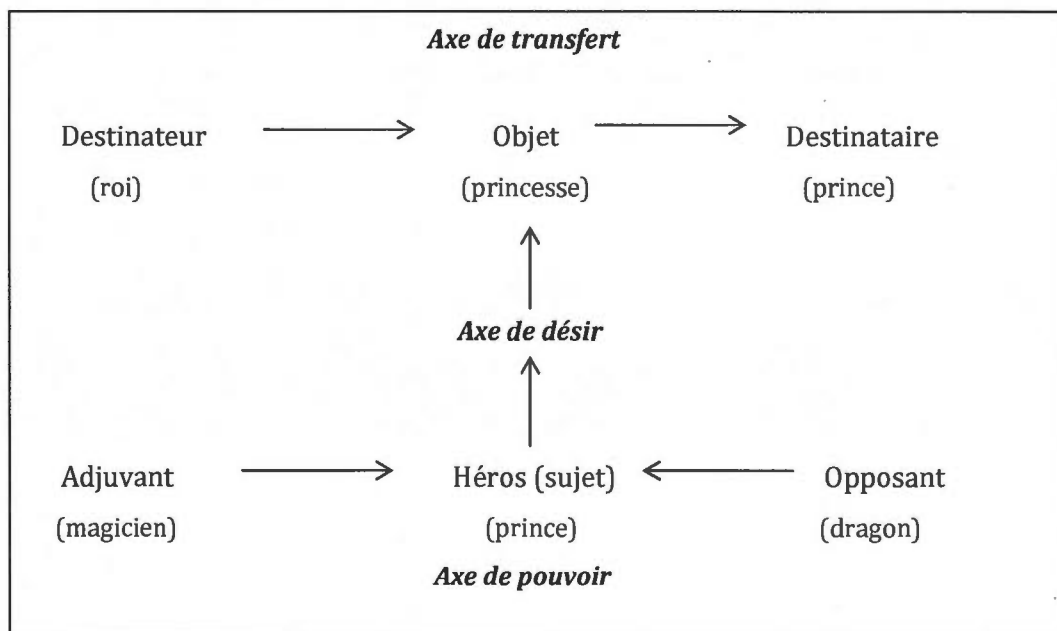 Axe de transfert
Destinateur Objet Destinataire
(roi) (princesse) (prince)
Axe de désir
Adjuvant Héros (sujet) Opposant
(magicien) (prince) (dragon)
Axe de pouvoir